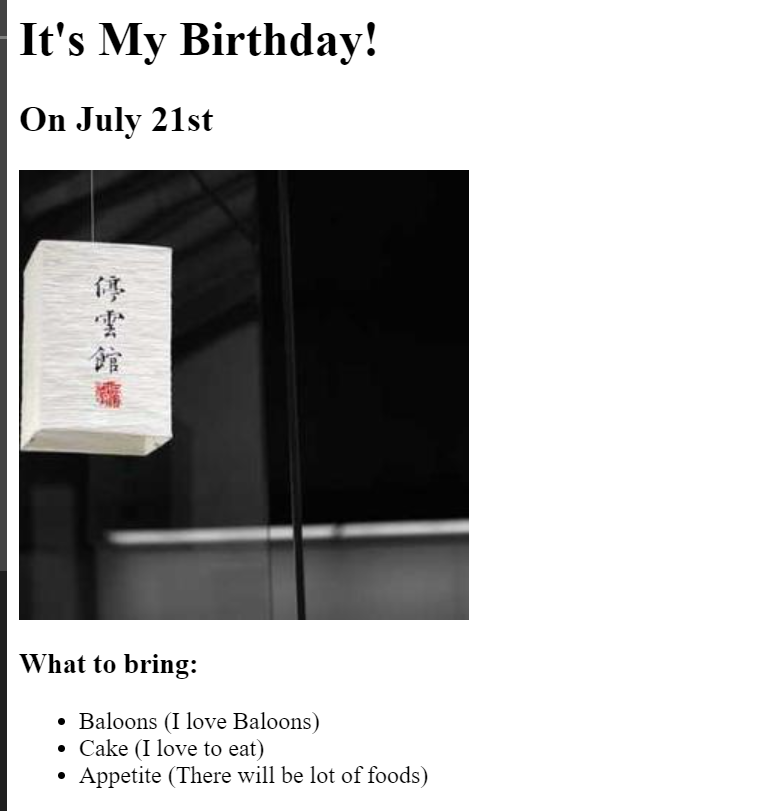 It's My Birthday!
On July 21st
停
雲
館
What to bring:
Baloons (I love Baloons)
Cake (I love to eat)
Appetite (There will be lot of foods)